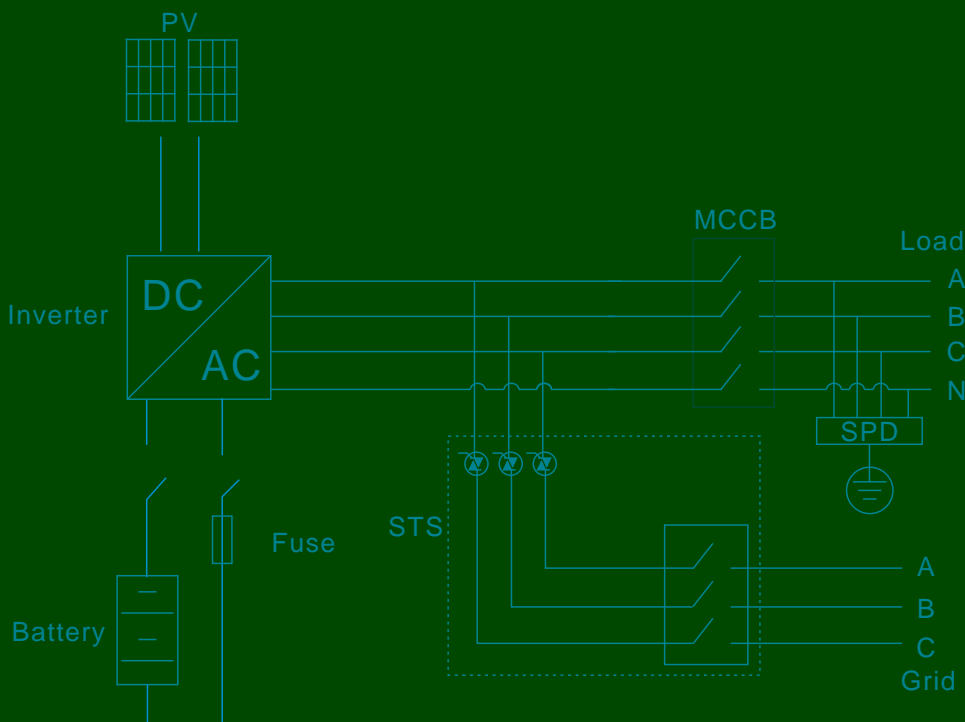 PV
MCCB
Load
A
DC
Inverter
B
AC
C
N
SPD
STS
Fuse
A
B
Battery
C
Grid